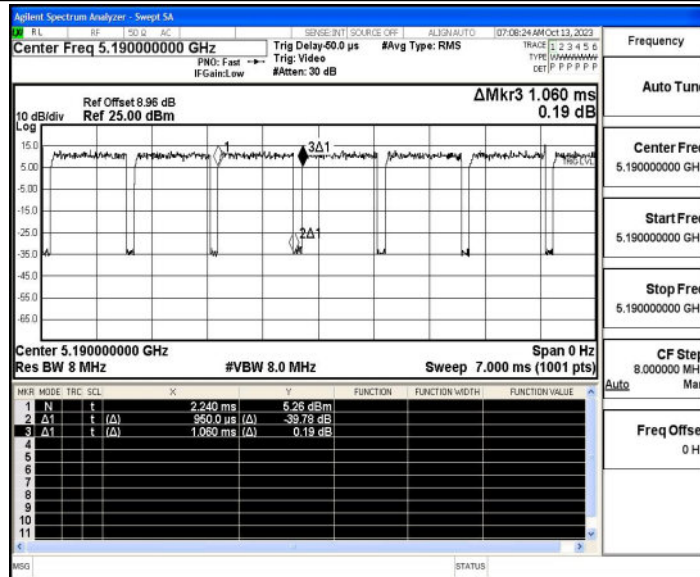 Agilent Spectrum Analyzer - Swept SA
RL RF 50 Ω AC SENSE:INT SOURCE OFF ALIGN AUTO 07:08:24 AM Oct 13, 2023
Center Freq 5.190000000 GHz Trig Delay-50.0 µs #Avg Type: RMS TRACE 1 2 3 4 5 6
PNO: Fast Trig: Video TYPE WWWWWW
IFGain:Low #Atten: 30 dB DET P P P P P P
Frequency
Auto Tune
Center Freq
5.190000000 GH
Start Freq
5.190000000 GH
Stop Freq
5.190000000 GH
CF Step
8.000000 MH
Auto Ma
Freq Offse
0 H
Ref Offset 8.96 dB ΔMkr3 1.060 ms
10 dB/div Ref 25.00 dBm 0.19 dB
Log
15.0
5.00
-5.00
-15.0
-25.0
-35.0
-45.0
-55.0
-65.0
1
3Δ1
TRIG LVL
2Δ1
Center 5.190000000 GHz Span 0 Hz
Res BW 8 MHz #VBW 8.0 MHz Sweep 7.000 ms (1001 pts)
MKR MODE TRC SCL X Y FUNCTION FUNCTION WIDTH FUNCTION VALUE
1 N t 2.240 ms 5.26 dBm
2 Δ1 t (Δ) 950.0 µs (Δ) -39.78 dB
3 Δ1 t (Δ) 1.060 ms (Δ) 0.19 dB
4
5
6
7
8
9
10
11
MSG STATUS